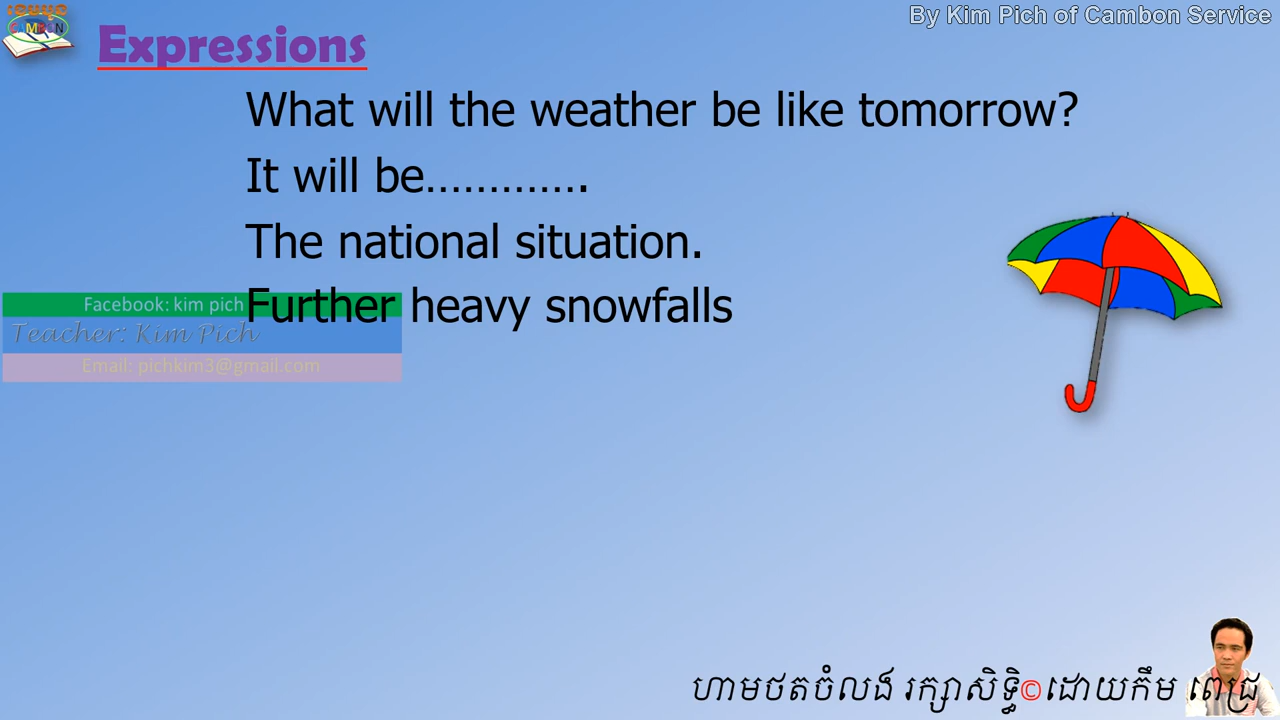 By Kim Pich of Cambon Service
CAMBON
Expressions
What will the weather be like tomorrow?
It will be.............
The national situation.
Further heavy snowfalls
Facebook: kim pich
Teacher: Kim Pich
Email: pichkim3@gmail.com
ហាមថតចំលង រក្សាសិទ្ធិ©ដោយកឹម ពេជ្រ